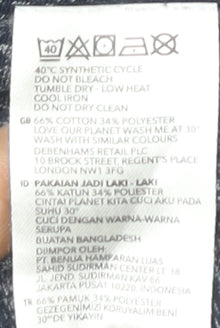 40
40°C SYNTHETIC CYCLE
DO NOT BLEACH
TUMBLE DRY - LOW HEAT
COOL IRON
DO NOT DRY CLEAN
GB 66% COTTON 34% POLYESTER
LOVE OUR PLANET WASH ME AT 30°
WASH WITH SIMILAR COLOURS
DEBENHAMS RETAIL PLC
10 BROCK STREET, REGENT'S PLACE
LONDON NW1 3FG
ID PAKAIAN JADI LAKI - LAKI
66% KATUN 34% POLYESTER
CINTAI PLANET KITA CUCI AKU PADA
SUHU 30°
CUCI DENGAN WARNA-WARNA
SERUPA
BUATAN BANGLADESH
DIIMPOR OLEH:
PT. BENUA HAMPARAN LUAS
SAHID SUDIRMAN CENTER LT. 18
JL. JEND. SUDIRMAN KAV 66
JAKARTA PUSAT 10220, INDONESIA
TR 66% PAMUK 34% POLYESTER
GEZEGENIMIZI KORUYALIM BENI
30°'DE YIKAYIN